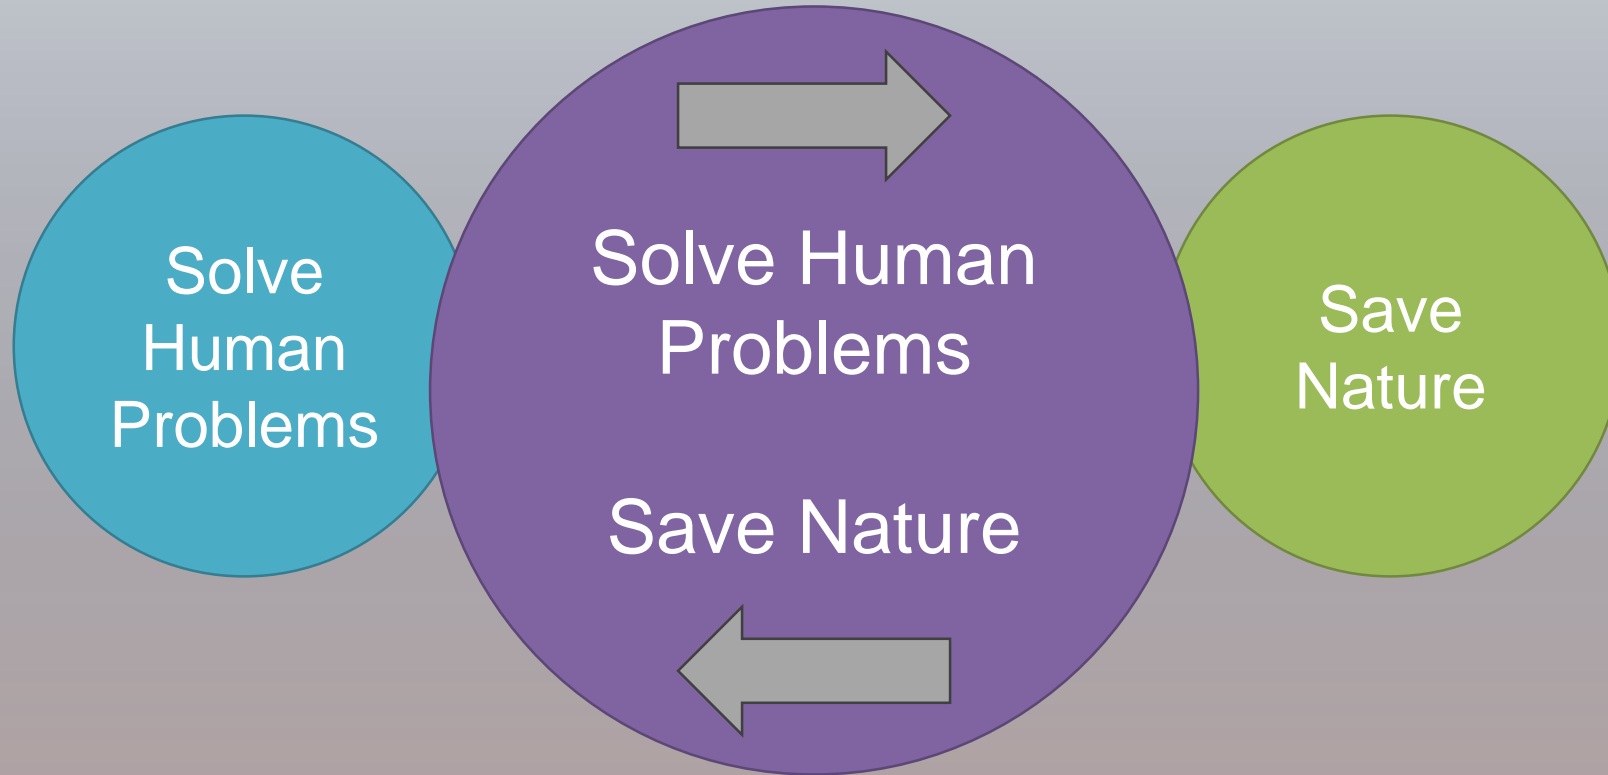 Solve
Human
Problems
Solve Human
Problems
Save Nature
Save
Nature